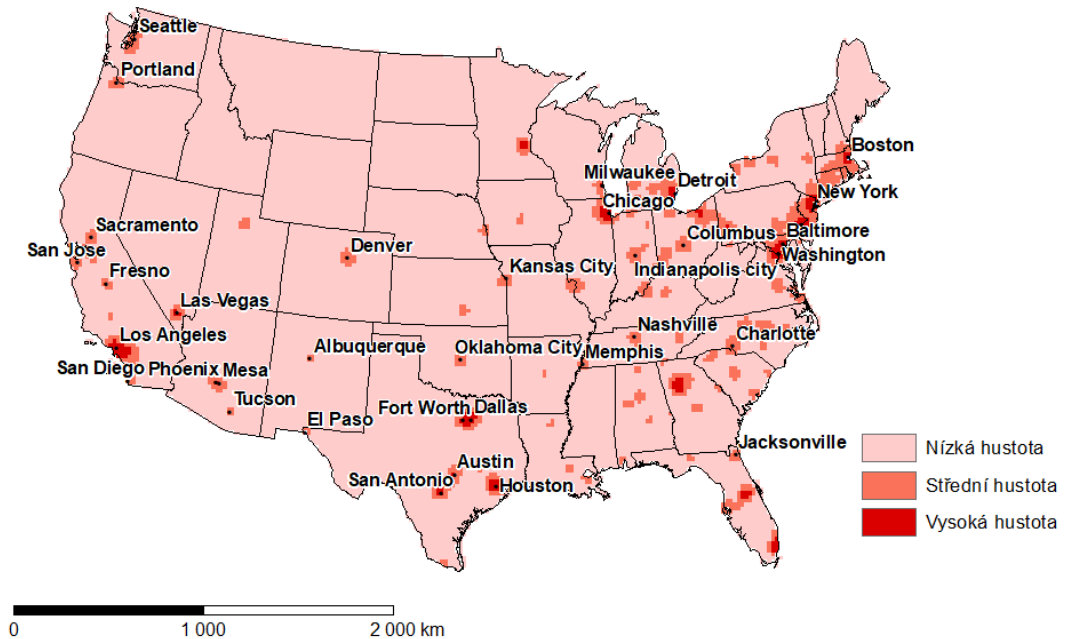 Seattle
Portland
Boston
Milwaukee
Detroit
New York
Chicago
Sacramento
Columbus
Baltimore
San Jose
Denver
Washington
Fresno
Kansas City
Indianapolis city
Las Vegas
Los Angeles
Nashville
Charlotte
Albuquerque
Oklahoma City
Memphis
San Diego
Phoenix
Mesa
Tucson
Fort Worth
Dallas
El Paso
Jacksonville
Nízká hustota
Austin
San Antonio
Houston
Střední hustota
Vysoká hustota
0
1 000
2 000 km